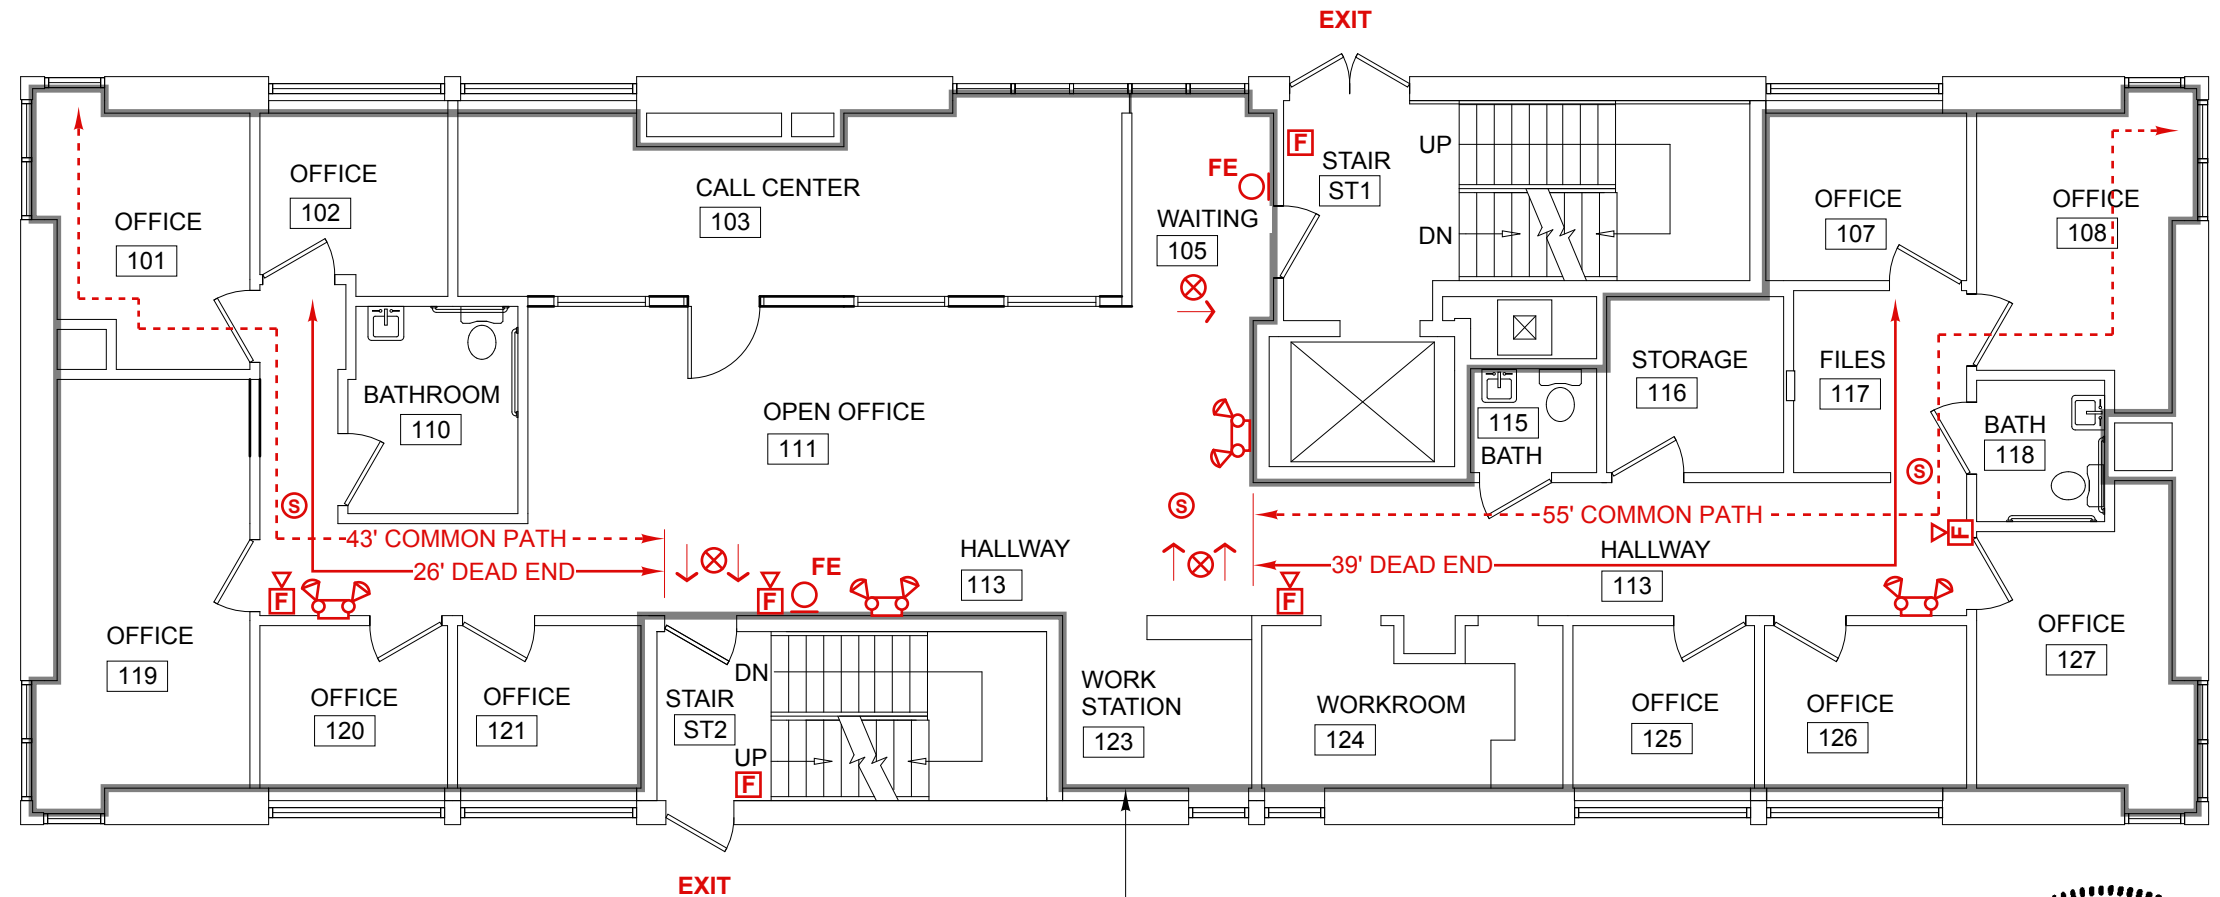 EXIT
F
UP
STAIR
ST1
FE
OFFICE
102
CALL CENTER
103
OFFICE
107
OFFICE
108
OFFICE
101
WAITING
105
DN
BATHROOM
110
OPEN OFFICE
111
STORAGE
116
FILES
117
115
BATH
BATH
118
S
S
S
43' COMMON PATH
26' DEAD END
55' COMMON PATH
39' DEAD END
HALLWAY
113
HALLWAY
113
FE
F
F
F
F
OFFICE
119
OFFICE
120
OFFICE
121
STAIR
ST2
DN
UP
F
WORK
STATION
123
WORKROOM
124
OFFICE
125
OFFICE
126
OFFICE
127
EXIT